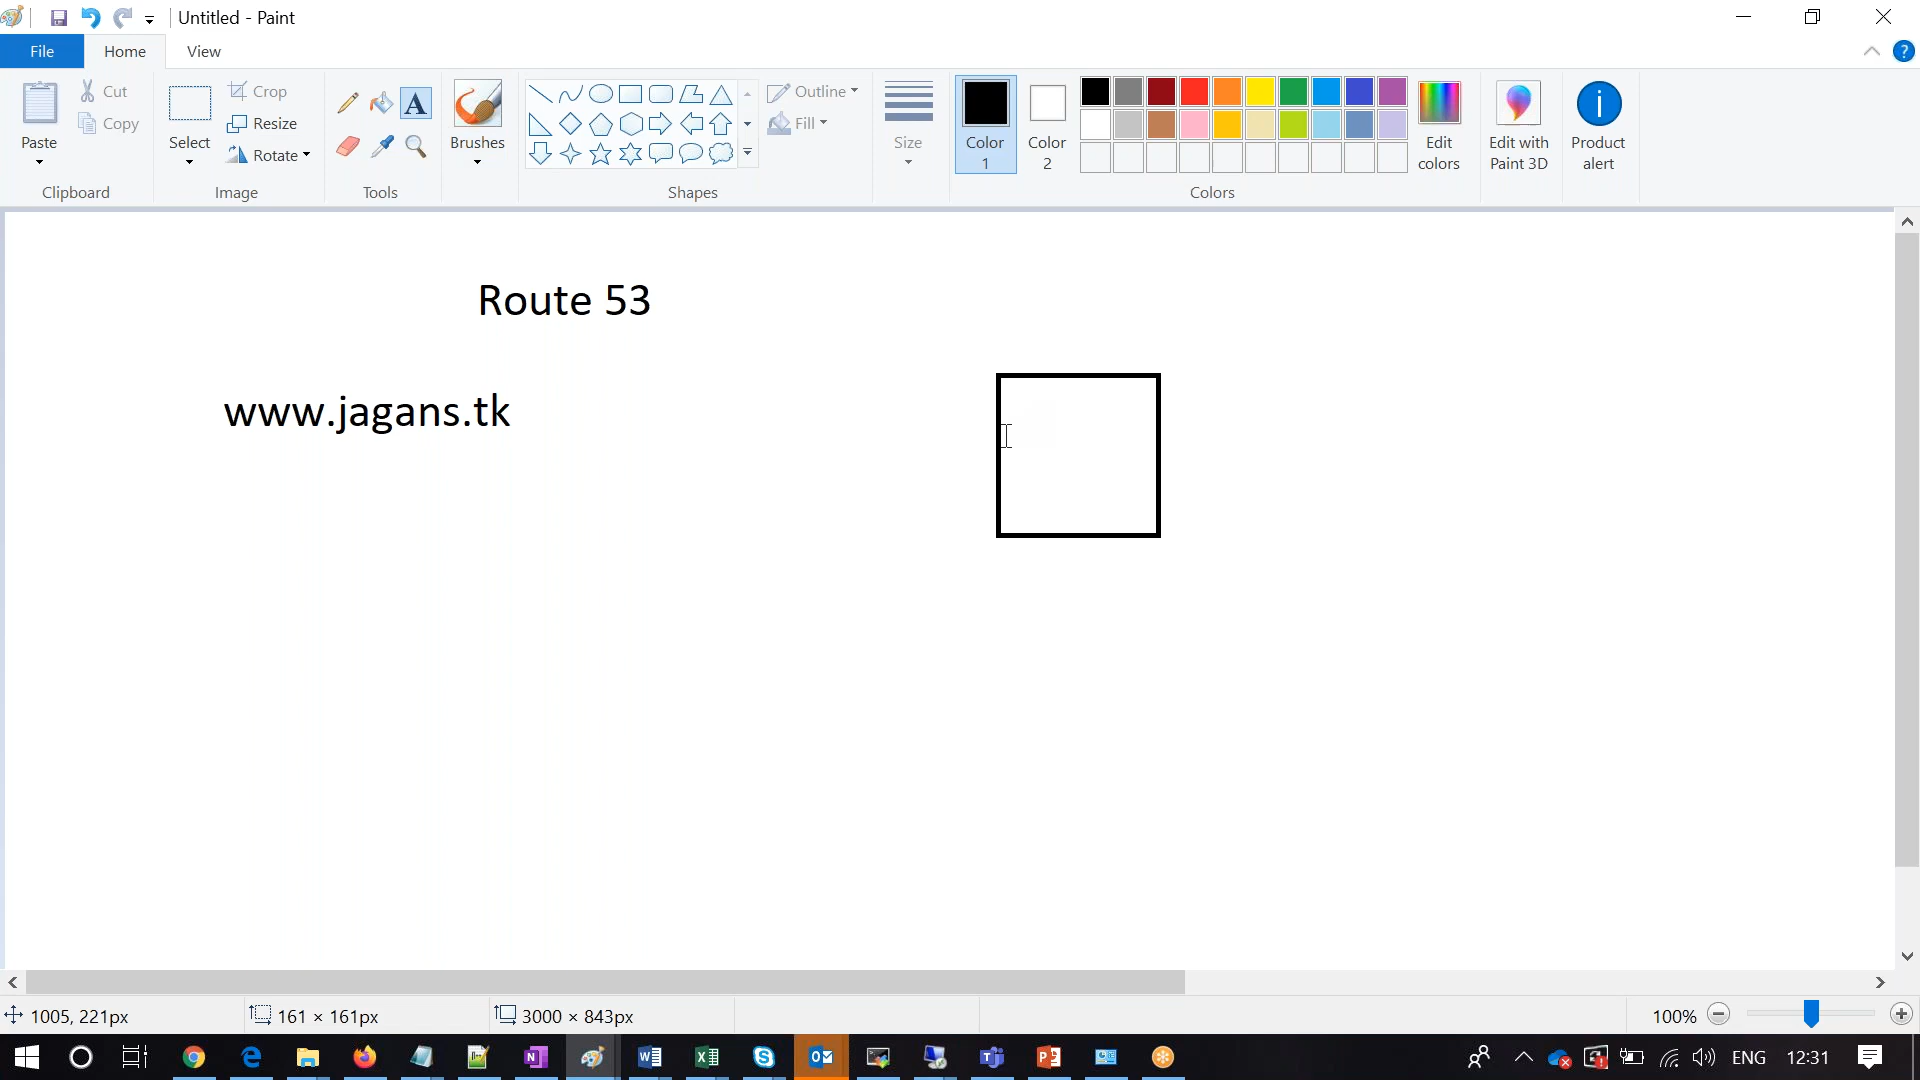 Untitled - Paint
File
Home
View
Paste
Cut
Copy
Clipboard
Select
Crop
Resize
Rotate
Image
A
Tools
Brushes
Shapes
Outline
Fill
Size
Color 1
Color 2
Edit colors
Colors
Edit with Paint 3D
Product alert
Route 53
www.jagans.tk
1005, 221px
161 × 161px
3000 × 843px
100%
ENG
12:31